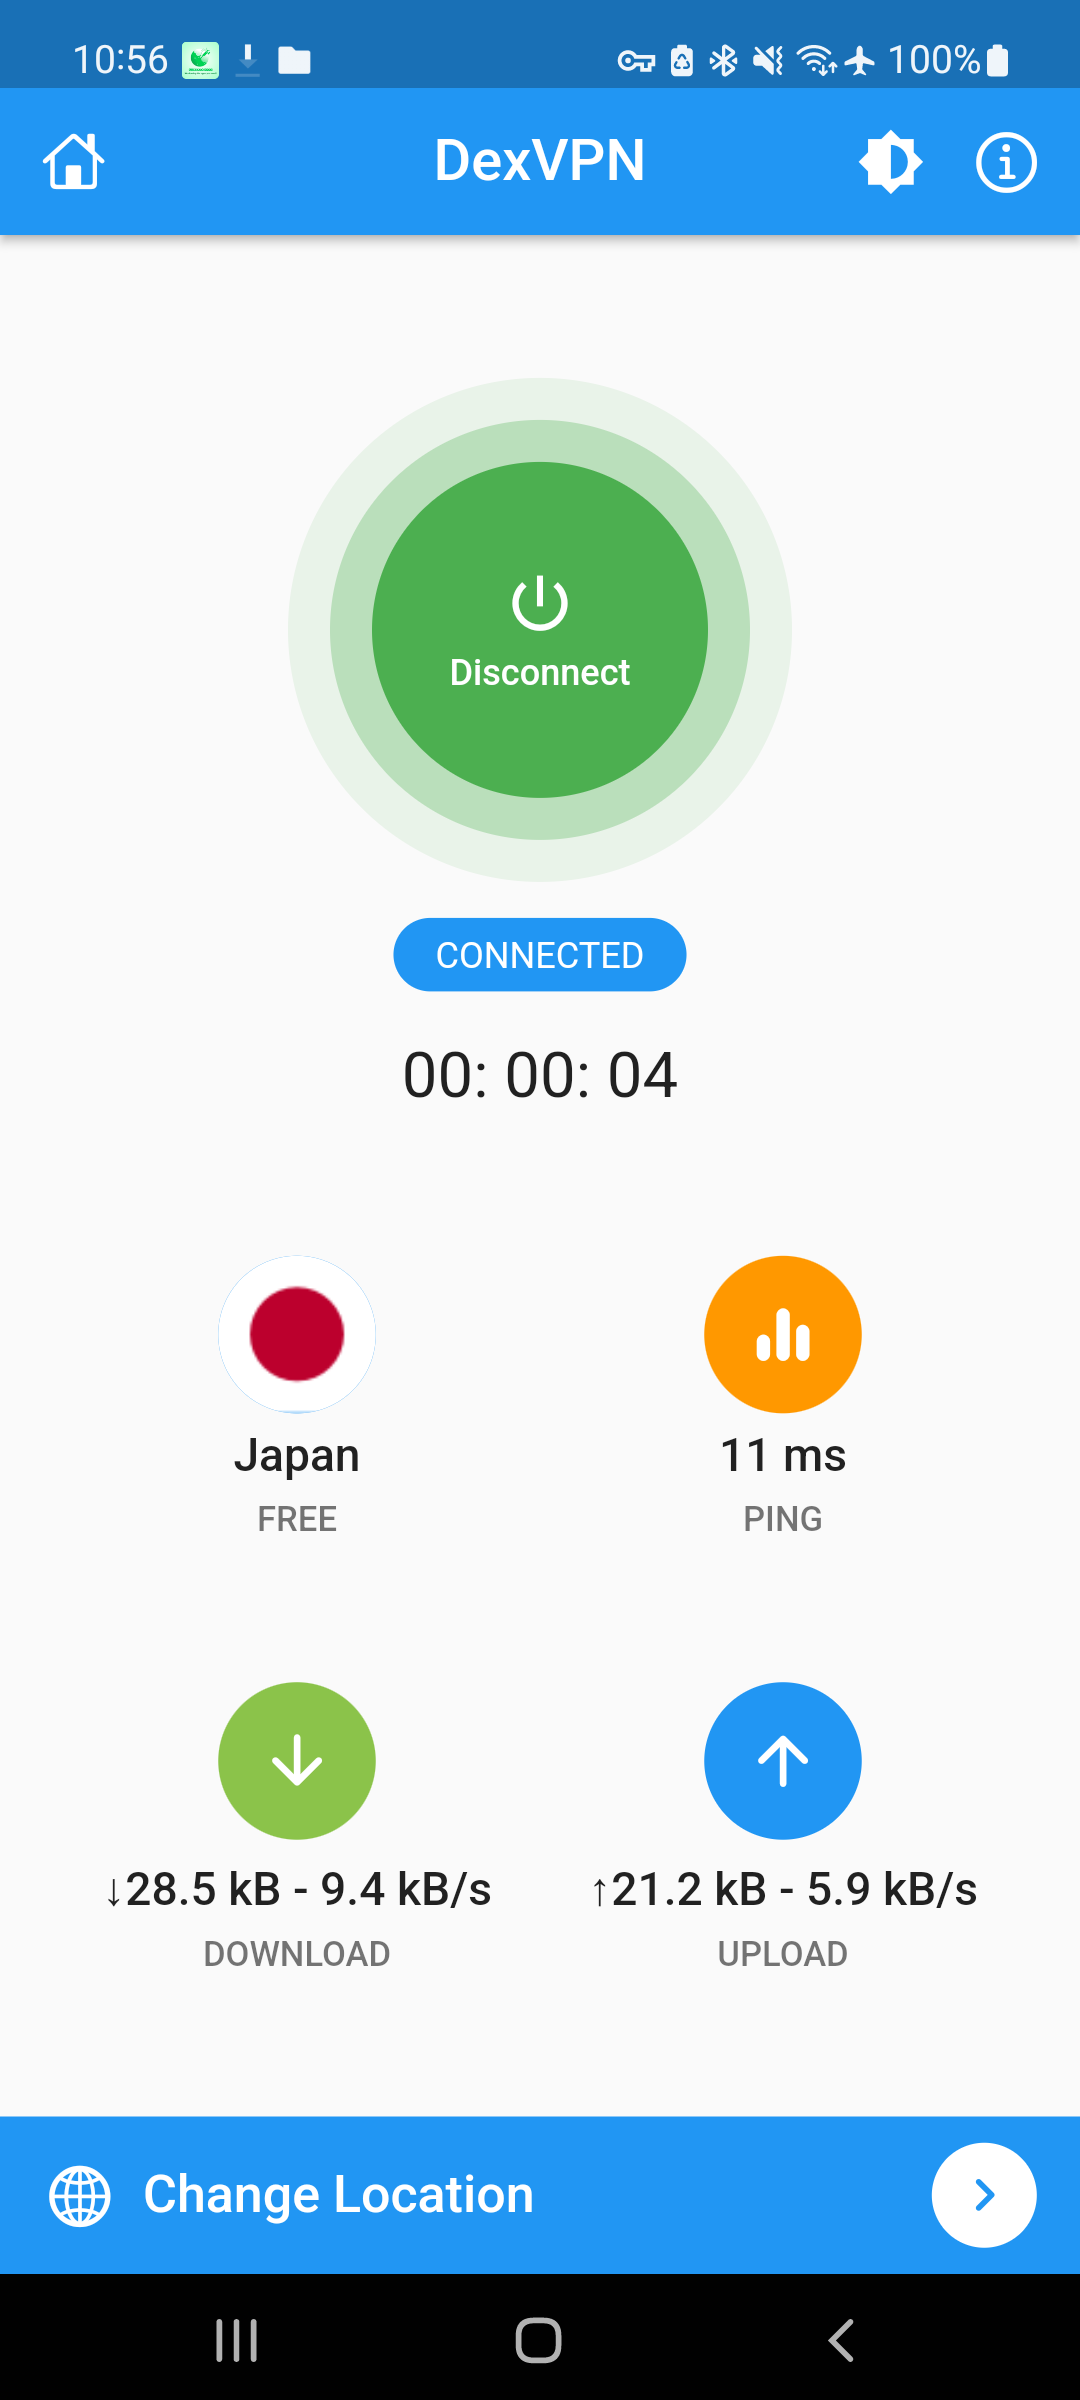 10:56 100%
DexVPN
Disconnect
CONNECTED
00: 00: 04
Japan 11 ms
FREE PING
↓28.5 kB - 9.4 kB/s ↑21.2 kB - 5.9 kB/s
DOWNLOAD UPLOAD
Change Location